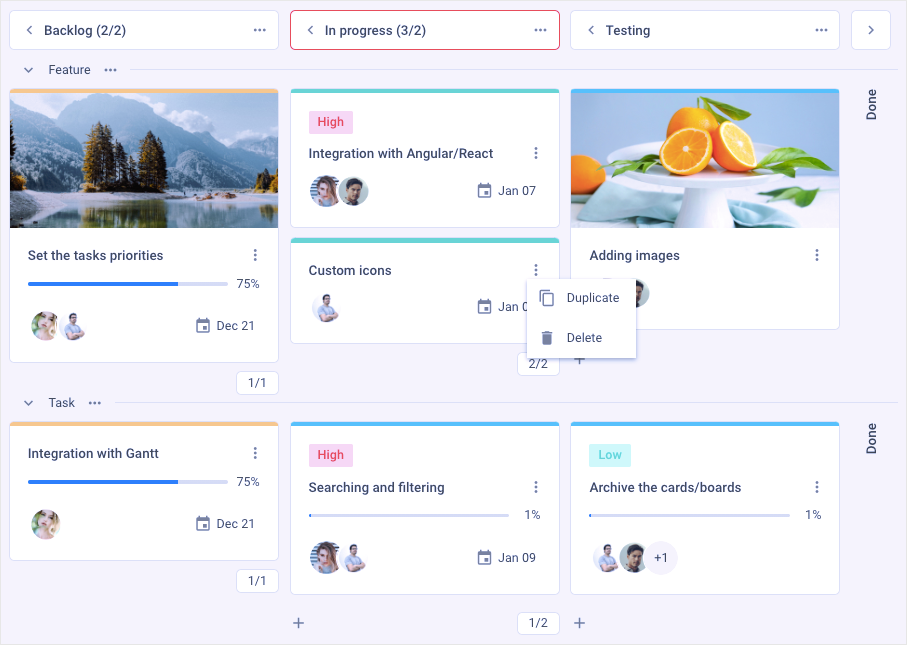 Backlog (2/2)
In progress (3/2)
Testing
Feature
Done
High
Integration with Angular/React
Jan 07
Set the tasks priorities
75%
Dec 21
1/1
Custom icons
Jan
Adding images
Duplicate
Delete
2/2
Task
Done
Integration with Gantt
75%
Dec 21
1/1
High
Searching and filtering
1%
Jan 09
1/2
Low
Archive the cards/boards
1%
+1